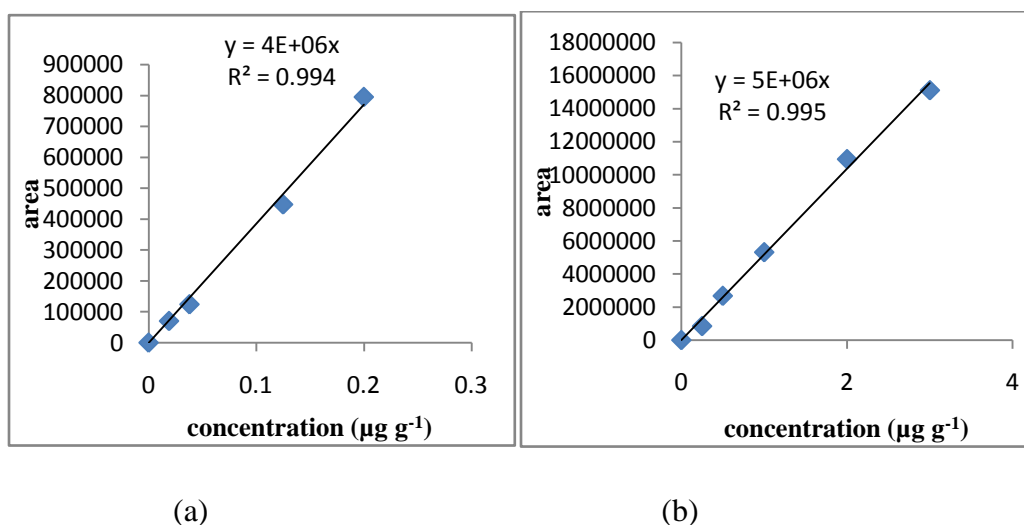 y = 4E+06x
R² = 0.994
900000
800000
700000
600000
500000
400000
300000
200000
100000
0
area
0 0.1 0.2 0.3
concentration (µg g⁻¹)
(a)
y = 5E+06x
R² = 0.995
18000000
16000000
14000000
12000000
10000000
8000000
6000000
4000000
2000000
0
area
0 2 4
concentration (µg g⁻¹)
(b)